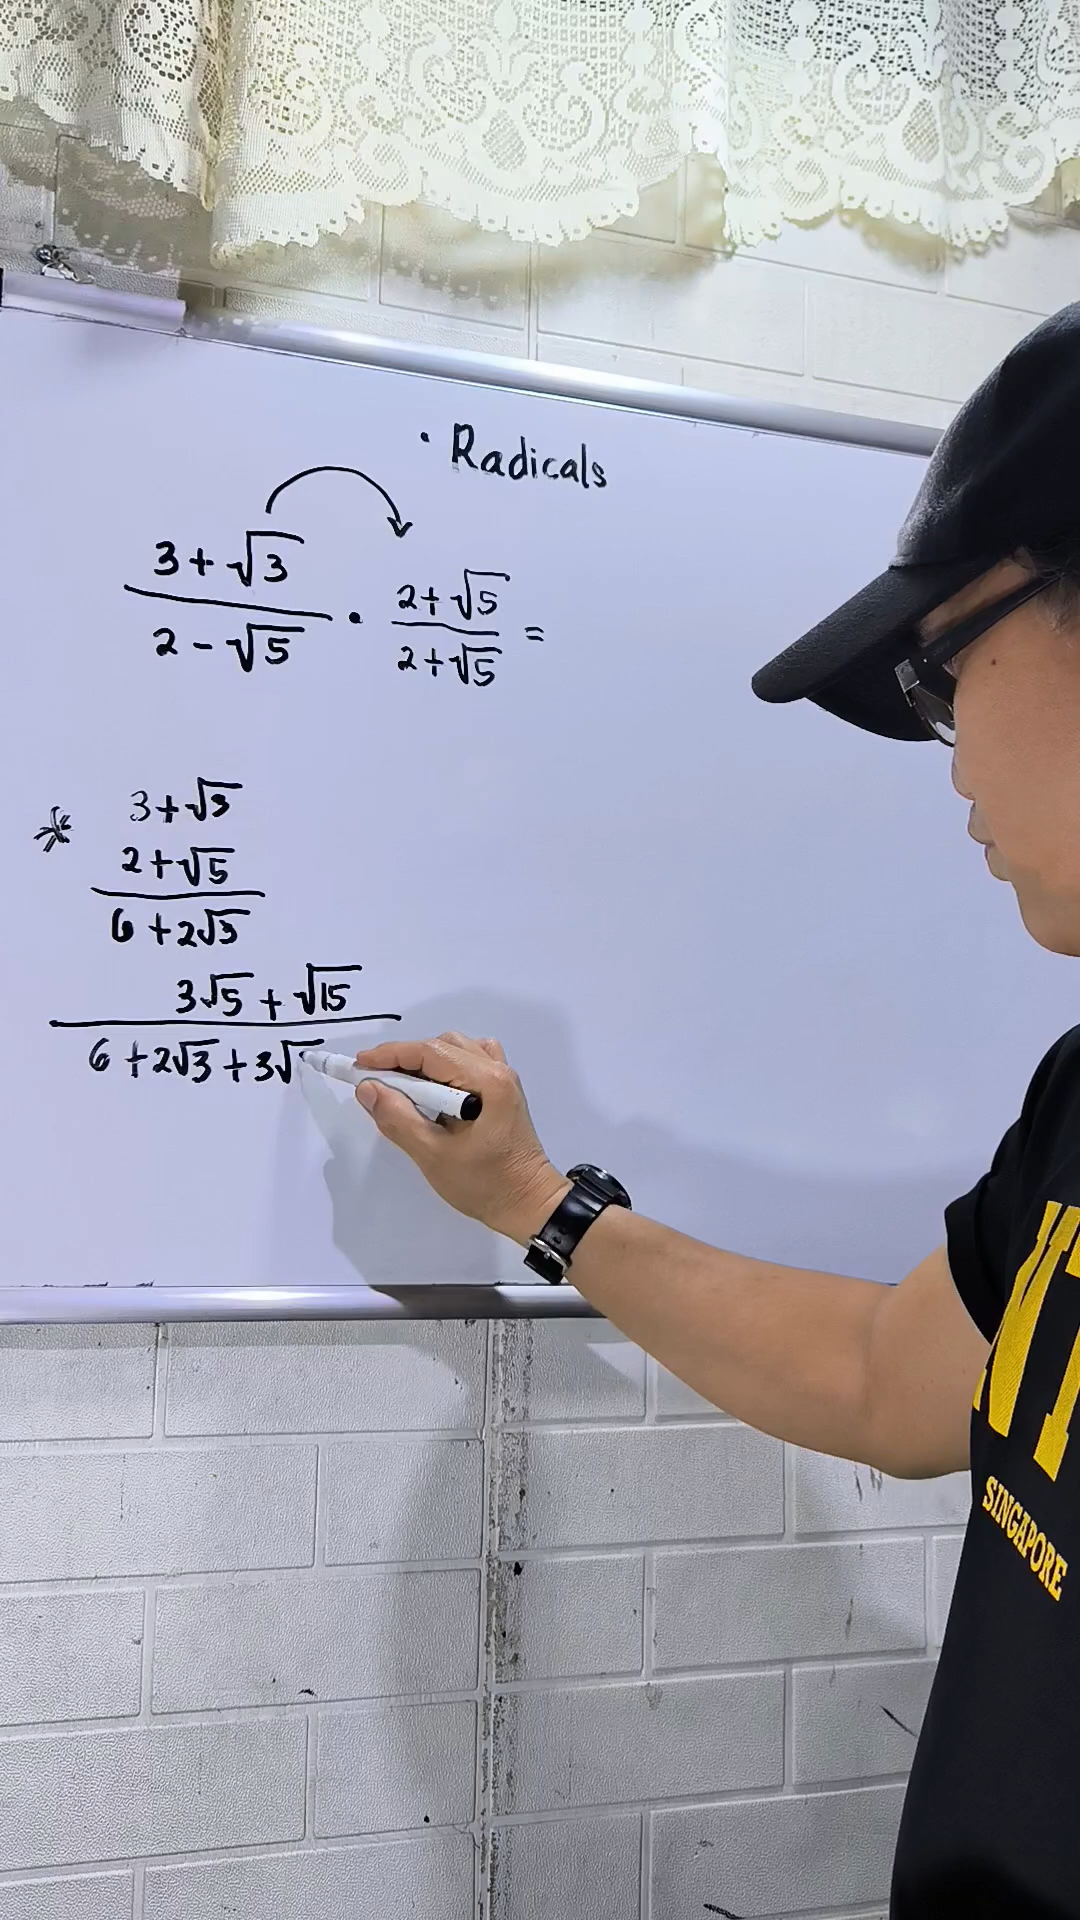 · Radicals
3 + √3
2 - √5
·
2 + √5
2 + √5
=
* 3 + √3
2 + √5
6 + 2√3
3√5 + √15
6 + 2√3 + 3√
SINGAPORE